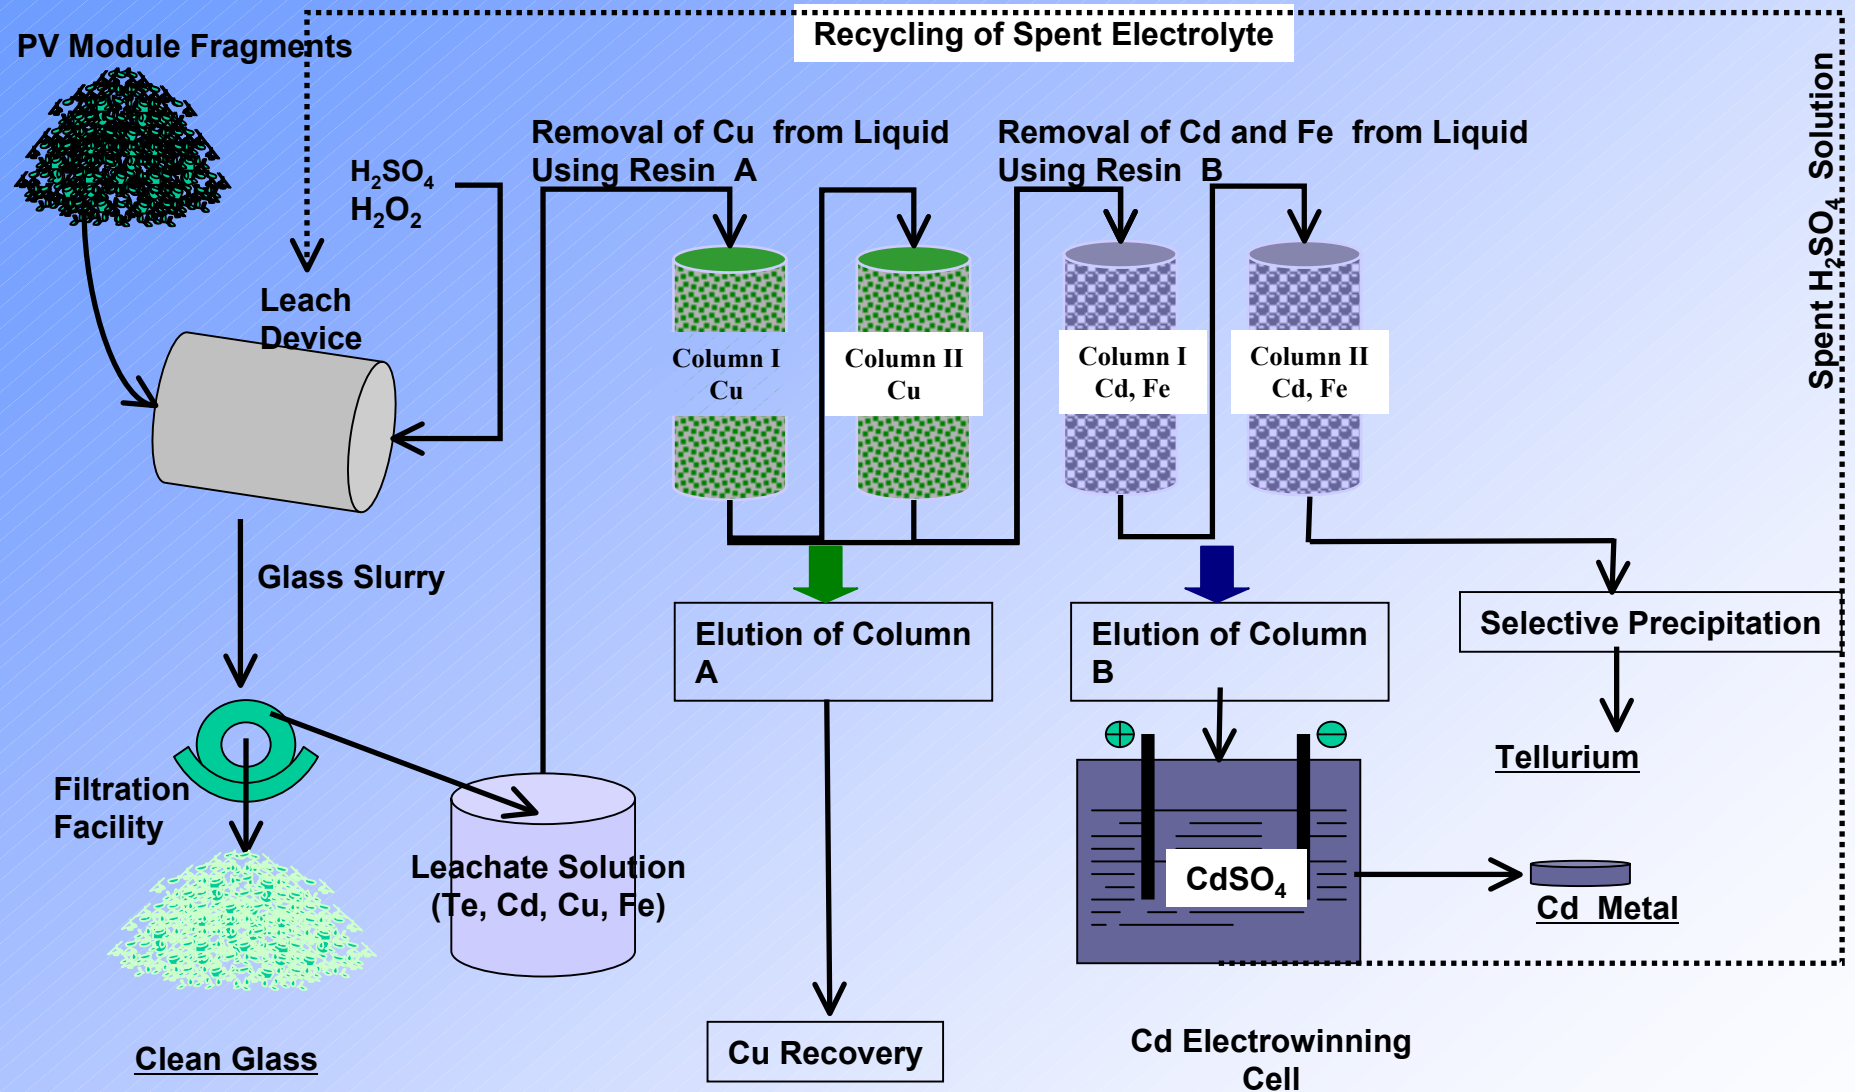 Recycling of Spent Electrolyte
PV Module Fragments
Spent H₂SO₄ Solution
Removal of Cu from Liquid
Using Resin A
Removal of Cd and Fe from Liquid
Using Resin B
H₂SO₄
H₂O₂
Leach
Device
Column I
Cu
Column II
Cu
Column I
Cd, Fe
Column II
Cd, Fe
Glass Slurry
Elution of Column
A
Elution of Column
B
Selective Precipitation
Tellurium
Filtration
Facility
Leachate Solution
(Te, Cd, Cu, Fe)
CdSO₄
Cd Metal
Clean Glass
Cu Recovery
Cd Electrowinning
Cell